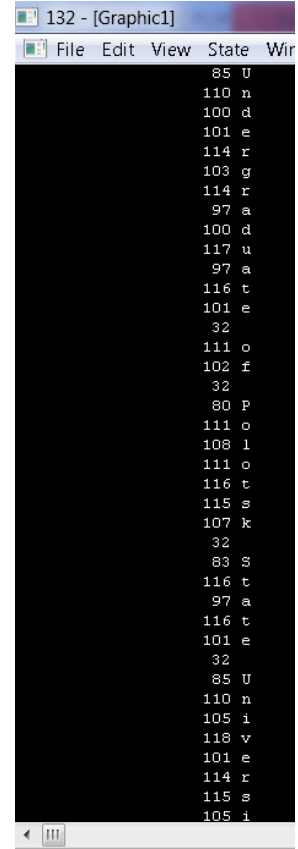 132 - [Graphic1]
File Edit View State Win
85 U
110 n
100 d
101 e
114 r
103 g
114 r
97 a
100 d
117 u
97 a
116 t
101 e
32
111 o
102 f
32
80 P
111 o
108 l
111 o
116 t
115 s
107 k
32
83 S
116 t
97 a
116 t
101 e
32
85 U
110 n
105 i
118 v
101 e
114 r
115 s
105 i